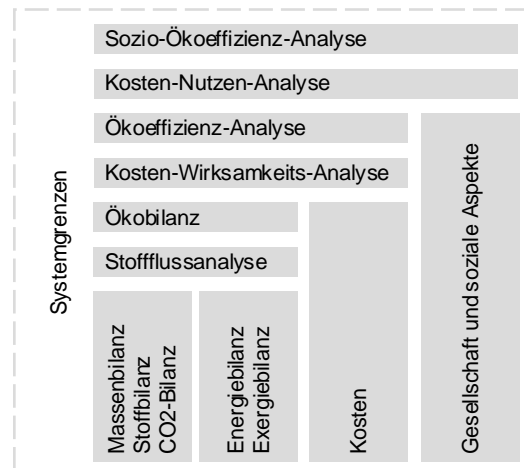 Sozio-Ökoeffizienz-Analyse
Kosten-Nutzen-Analyse
Ökoeffizienz-Analyse
Kosten-Wirksamkeits-Analyse
Ökobilanz
Stoffflussanalyse
Systemgrenzen
Massenbilanz
Stoffbilanz
CO2-Bilanz
Energiebilanz
Exergiebilanz
Kosten
Gesellschaft und soziale Aspekte